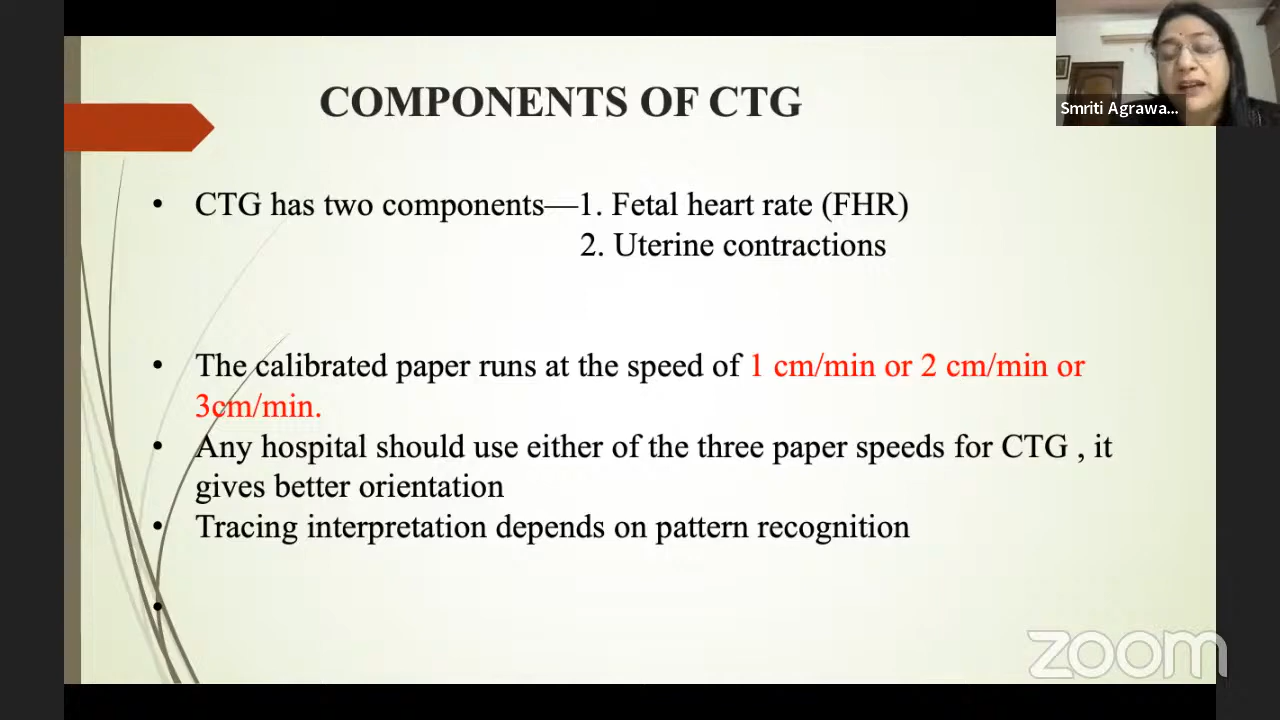 COMPONENTS OF CTG
Smriti Agrawa...
• CTG has two components—1. Fetal heart rate (FHR)
2. Uterine contractions
• The calibrated paper runs at the speed of 1 cm/min or 2 cm/min or
3cm/min.
• Any hospital should use either of the three paper speeds for CTG , it
gives better orientation
• Tracing interpretation depends on pattern recognition
•
zoom